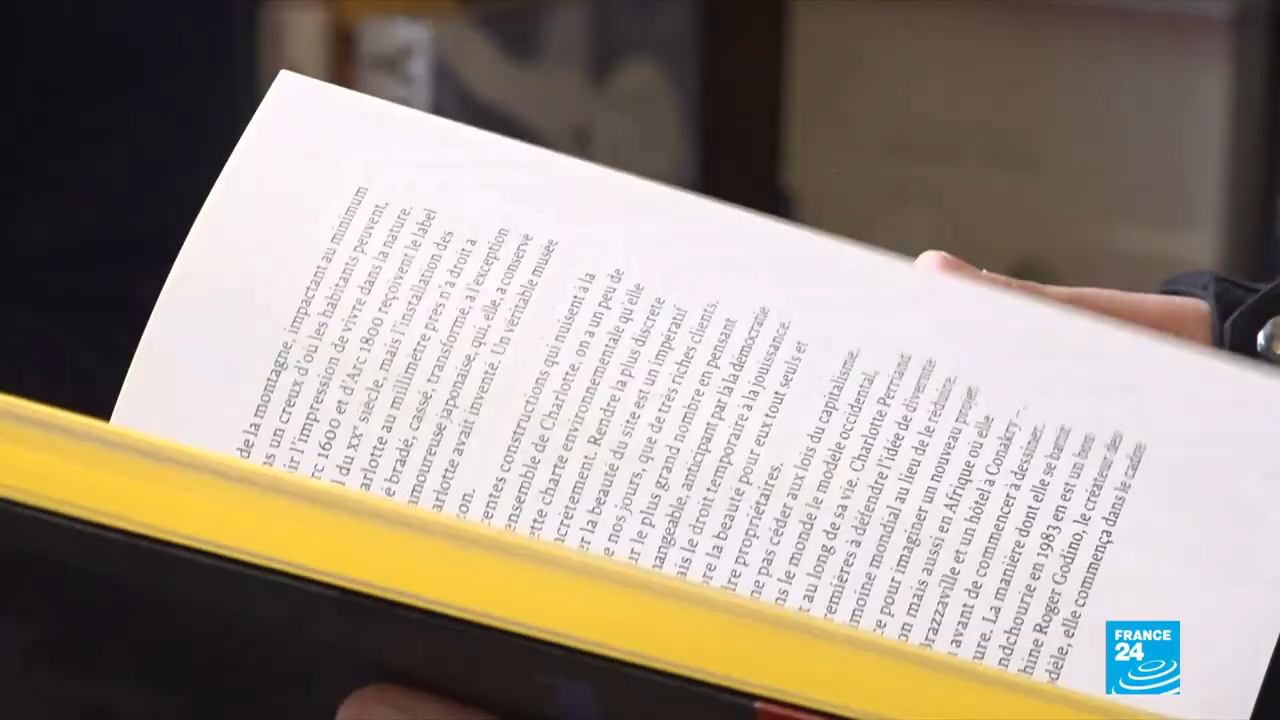 de la montagne, impactant au minimum
s un creux d'où les habitants peuvent,
ir l'impression de vivre dans la nature.
rc 1600 et d'Arc 1800 reçoivent le label
l du XXᵉ siècle, mais l'installation des
arlotte au millimètre près n'a droit à
é bradé, cassé, transformé, à l'exception
amoureuse japonaise, qui, elle, a conservé
arlotte avait inventé. Un véritable musée
on.
entes constructions qui nuisent à la
ensemble de Charlotte, on a un peu de
ette charte environnementale qu'elle
ncrètement. Rendre la plus discrète
er la beauté du site est un impératif
e nos jours, que de très riches clients.
ur le plus grand nombre en pensant
angeable, anticipant par là la démocratie
ais le droit temporaire à la jouissance.
ore la beauté pour eux tout seuls et
ire propriétaires.
ne pas céder aux lois du capitalisme.
ns le monde le modèle occidental,
t au long de sa vie. Charlotte Perriand
remières à défendre l'idée de diversité
moine mondial au lieu de le réduire.
e pour imaginer un nouveau projet
on mais aussi en Afrique où elle
Brazzaville et un hôtel à Conakry –
n avant de commencer à dessiner.
ure. La manière dont elle se battit
ndchourie en 1983 en est un bon
hine Roger Godino, le créateur des
odèle, elle commença dans le cadre
FRANCE
24